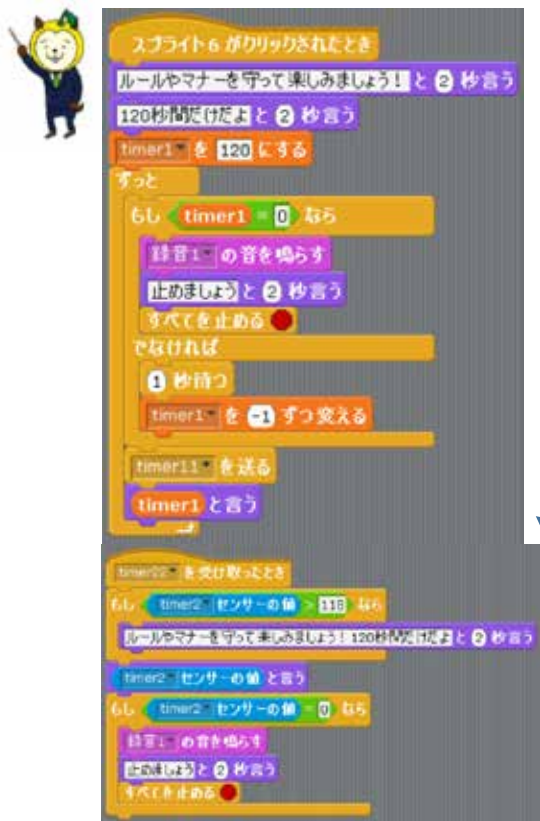 スプライト6 がクリックされたとき
ルールやマナーを守って楽しみましょう! と 2 秒言う
120秒間だけだよ と 2 秒言う
timer1 を 120 にする
ずっと
もし timer1 = 0 なら
録音1 の音を鳴らす
止めましょう と 2 秒言う
すべてを止める
でなければ
1 秒待つ
timer1 を -1 ずつ変える
timer11 を送る
timer1 と言う
timer22 を受け取ったとき
もし timer2 センサーの値 > 118 なら
ルールやマナーを守って楽しみましょう! 120秒間だけだよ と 2 秒言う
timer2 センサーの値 と言う
もし timer2 センサーの値 = 0 なら
録音1 の音を鳴らす
止めましょう と 2 秒言う
すべてを止める